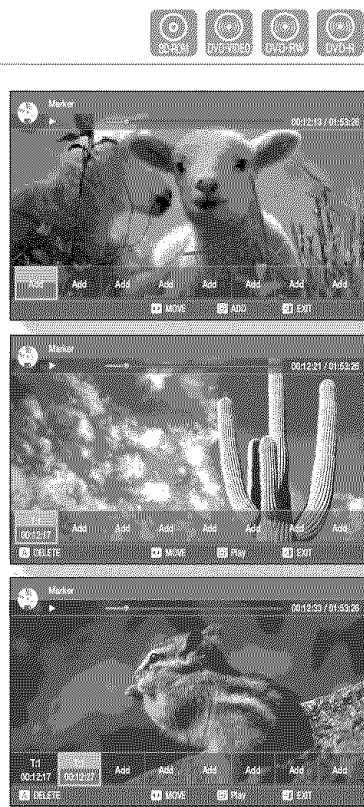 BD-ROM DVD-VIDEO DVD-RW DVD-R
Marker
00:12:13 / 01:53:26
Add Add Add Add Add Add Add
MOVE ADD EXIT
Marker
00:12:21 / 01:53:26
T:1
00:12:17 Add Add Add Add Add Add
DELETE MOVE Play EXIT
Marker
00:12:33 / 01:53:26
T:1 T:1
00:12:17 00:12:27 Add Add Add Add Add
DELETE MOVE Play EXIT